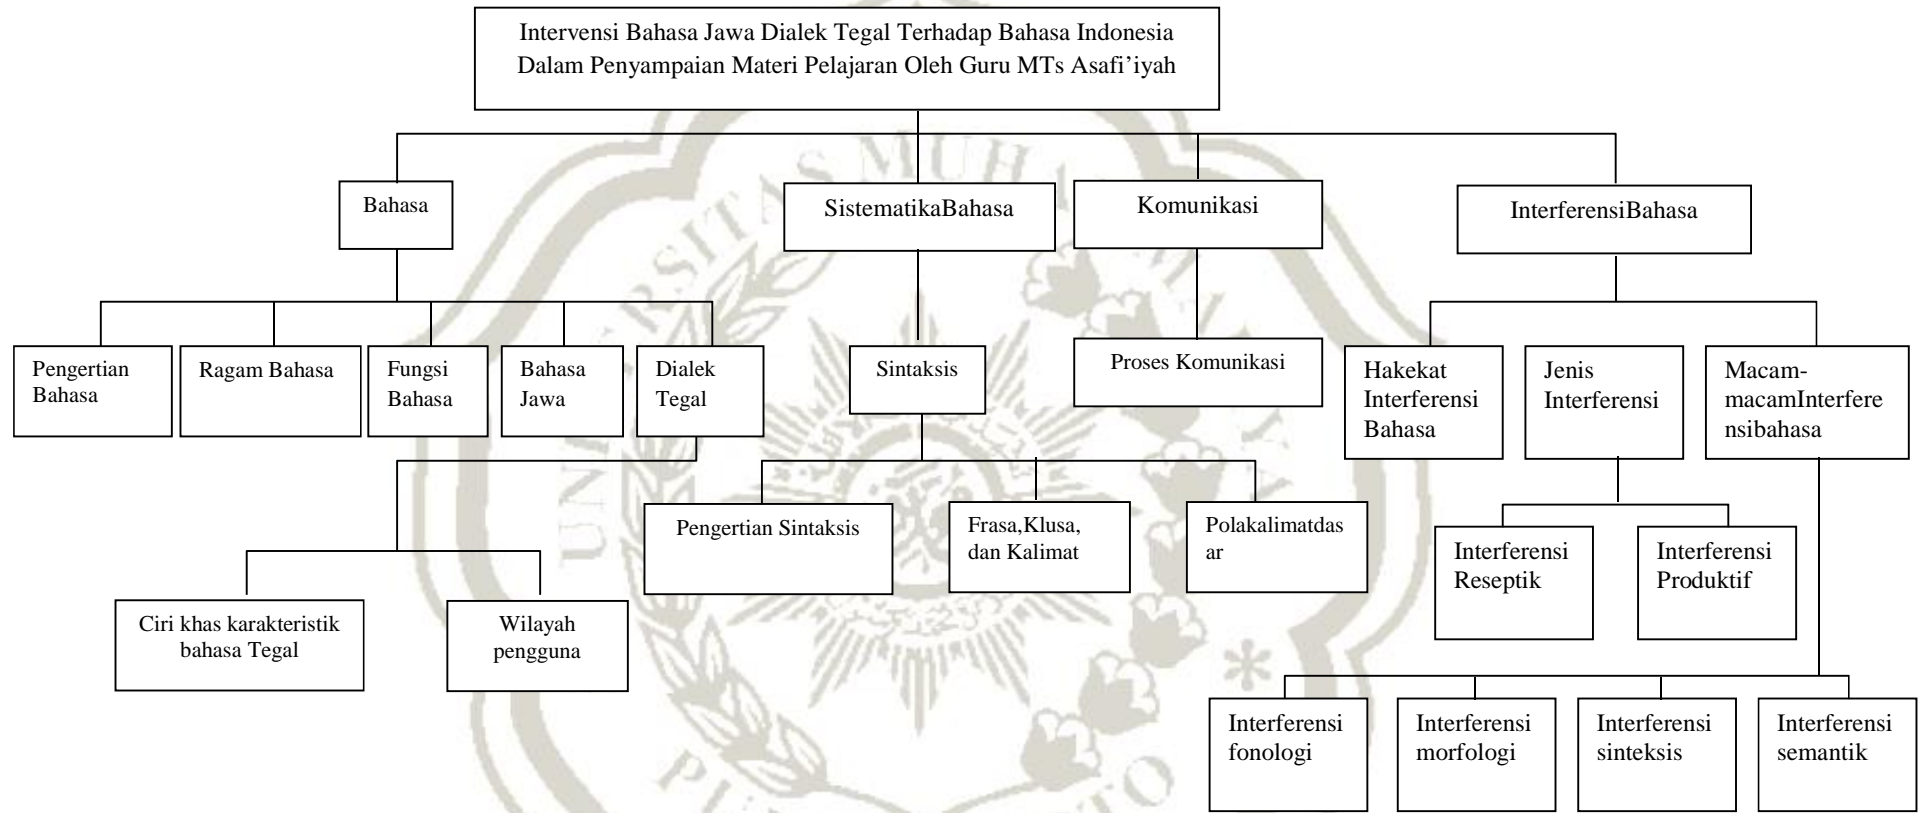 Intervensi Bahasa Jawa Dialek Tegal Terhadap Bahasa Indonesia
Dalam Penyampaian Materi Pelajaran Oleh Guru MTs Asafi’iyah
Bahasa
SistematikaBahasa
Komunikasi
InterferensiBahasa
Pengertian
Bahasa
Ragam Bahasa
Fungsi
Bahasa
Bahasa
Jawa
Dialek
Tegal
Sintaksis
Proses Komunikasi
Hakekat
Interferensi
Bahasa
Jenis
Interferensi
Macam-
macamInterfere
nsibahasa
Pengertian Sintaksis
Frasa,Klusa,
dan Kalimat
Polakalimatdas
ar
Interferensi
Reseptik
Interferensi
Produktif
Ciri khas karakteristik
bahasa Tegal
Wilayah
pengguna
Interferensi
fonologi
Interferensi
morfologi
Interferensi
sinteksis
Interferensi
semantik